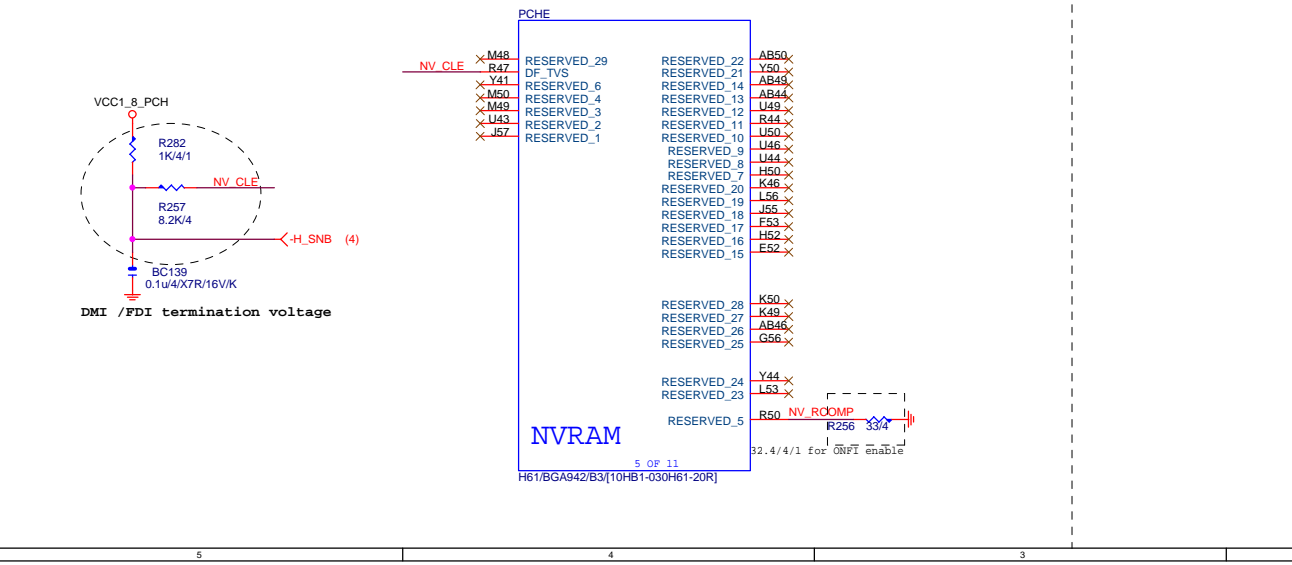 PCHE
M48 RESERVED_29
NV_CLE R47 DF_TVS
Y41 RESERVED_6
M50 RESERVED_4
M49 RESERVED_3
U43 RESERVED_2
J57 RESERVED_1
RESERVED_22 AB50
RESERVED_21 Y50
RESERVED_14 AB49
RESERVED_13 AB44
RESERVED_12 U49
RESERVED_11 R44
RESERVED_10 U50
RESERVED_9 U46
RESERVED_8 U44
RESERVED_7 H50
RESERVED_20 K46
RESERVED_19 L56
RESERVED_18 J55
RESERVED_17 F53
RESERVED_16 H52
RESERVED_15 E52
RESERVED_28 K50
RESERVED_27 K49
RESERVED_26 AB46
RESERVED_25 G56
RESERVED_24 Y44
RESERVED_23 L53
RESERVED_5 R50 NV_RCOMP
R256 33/4
32.4/4/1 for ONFI enable
NVRAM
5 OF 11
H61/BGA942/B3/[10HB1-030H61-20R]
VCC1_8_PCH
R282
1K/4/1
NV_CLE
R257
8.2K/4
-H_SNB (4)
BC139
0.1u/4/X7R/16V/K
DMI /FDI termination voltage
5 4 3